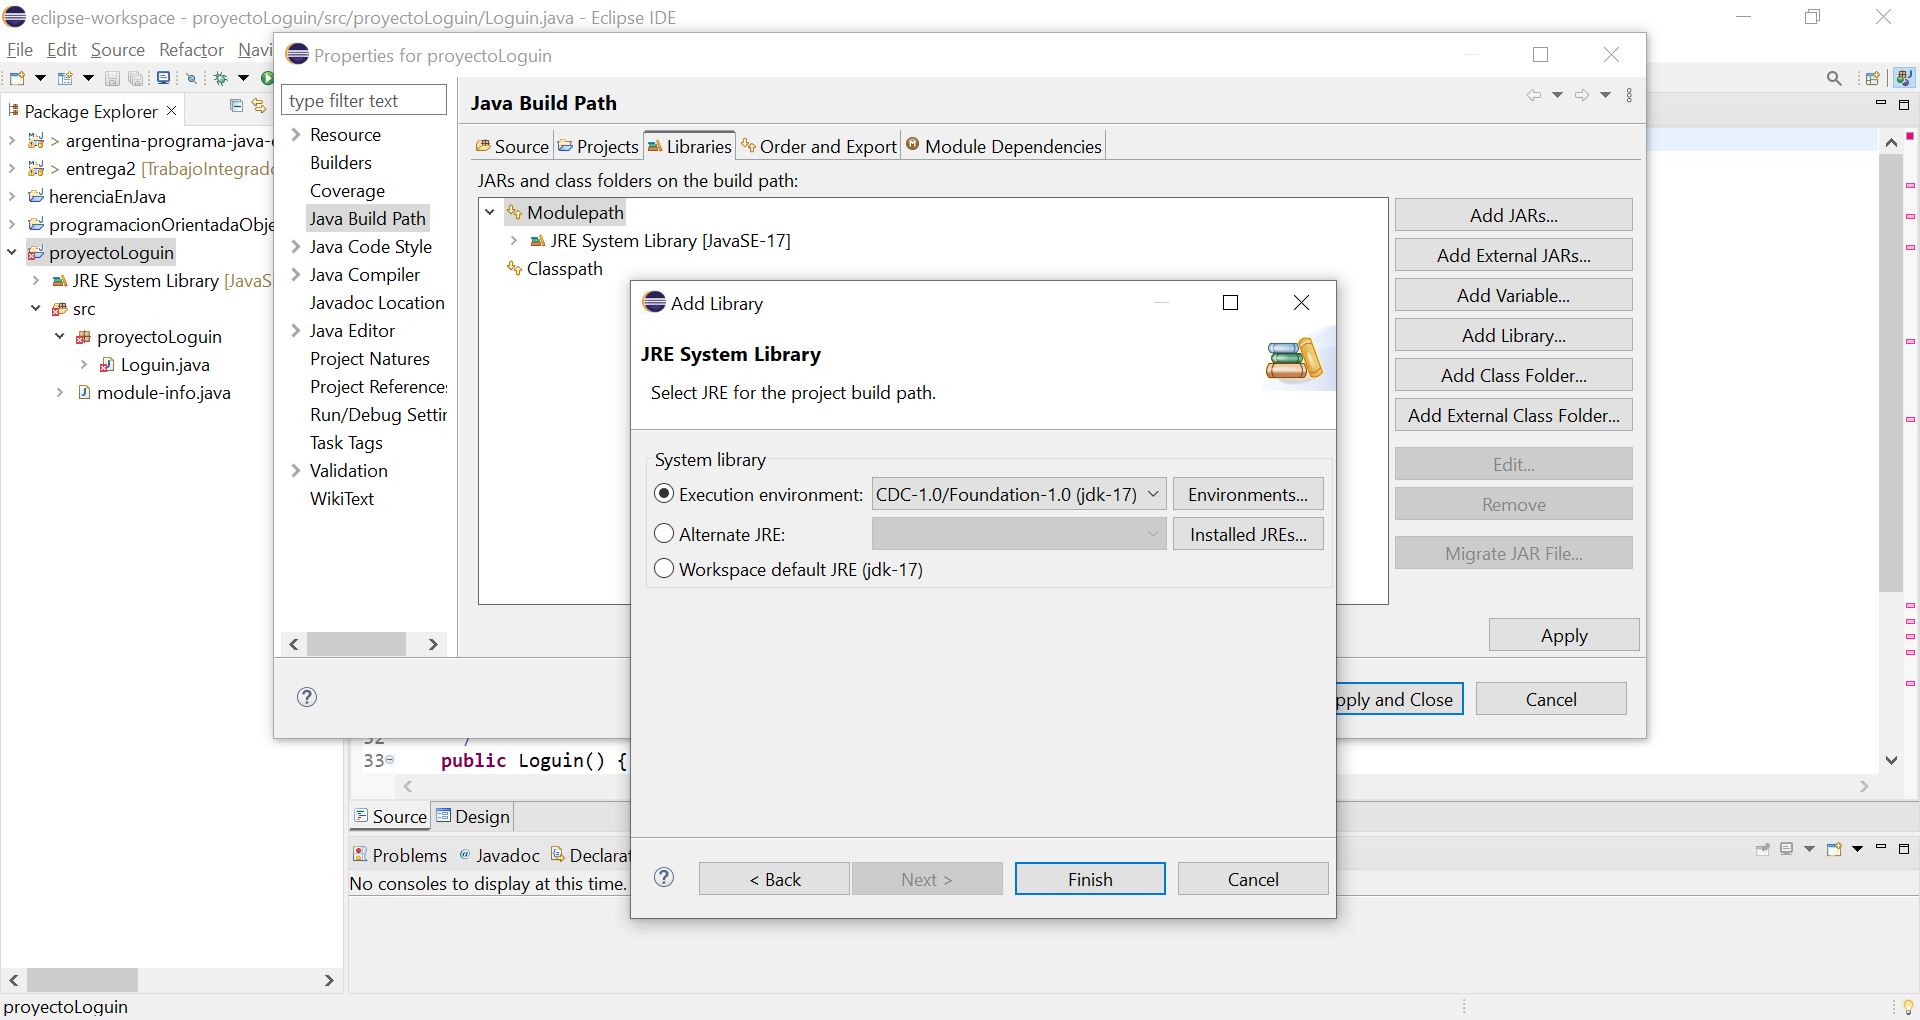 eclipse-workspace - proyectoLoguin/src/proyectoLoguin/Loguin.java - Eclipse IDE
File Edit Source Refactor Navi
Properties for proyectoLoguin
Package Explorer
> argentina-programa-java-e
> entrega2 [TrabajoIntegrado
herenciaEnJava
programacionOrientadaObje
proyectoLoguin
JRE System Library [JavaS
src
proyectoLoguin
Loguin.java
module-info.java
type filter text
Resource
Builders
Coverage
Java Build Path
Java Code Style
Java Compiler
Javadoc Location
Java Editor
Project Natures
Project References
Run/Debug Settin
Task Tags
Validation
WikiText
Java Build Path
Source Projects Libraries Order and Export Module Dependencies
JARs and class folders on the build path:
Modulepath
JRE System Library [JavaSE-17]
Classpath
Add JARs...
Add External JARs...
Add Variable...
Add Library...
Add Class Folder...
Add External Class Folder...
Edit...
Remove
Migrate JAR File...
Apply
pply and Close
Cancel
Add Library
JRE System Library
Select JRE for the project build path.
System library
Execution environment: CDC-1.0/Foundation-1.0 (jdk-17) Environments...
Alternate JRE: Installed JREs...
Workspace default JRE (jdk-17)
< Back Next > Finish Cancel
33 public Loguin() {
Source Design
Problems @ Javadoc Declarat
No consoles to display at this time.
proyectoLoguin